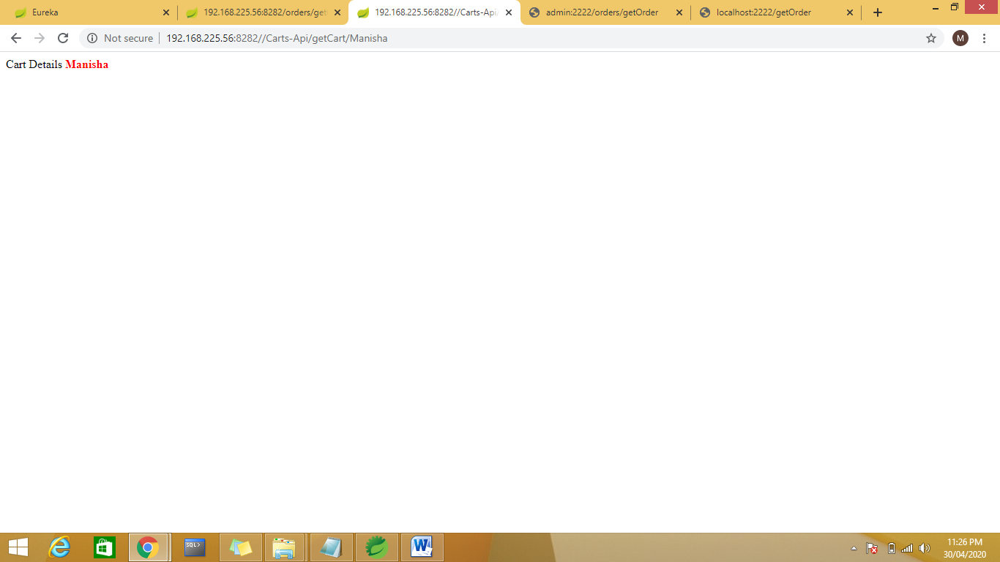 Eureka
192.168.225.56:8282/orders/get
192.168.225.56:8282//Carts-Api/
admin:2222/orders/getOrder
localhost:2222/getOrder
Not secure
192.168.225.56:8282//Carts-Api/getCart/Manisha
M
Cart Details Manisha
SQL>
W
11:26 PM
30/04/2020